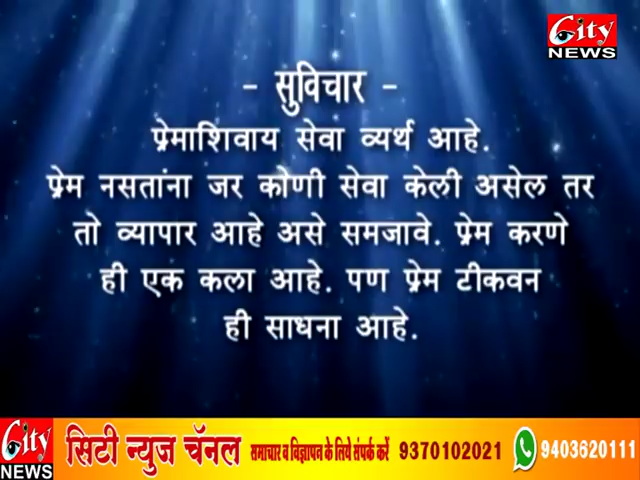 City
NEWS
- सुविचार -
प्रेमाशिवाय सेवा व्यर्थ आहे.
प्रेम नसतांना जर कोणी सेवा केली असेल तर
तो व्यापार आहे असे समजावे. प्रेम करणे
ही एक कला आहे. पण प्रेम टीकवन
ही साधना आहे.
City
NEWS
सिटी न्युज चॅनल समाचार व विज्ञापन के लिये संपर्क करें 9370102021 9403620111